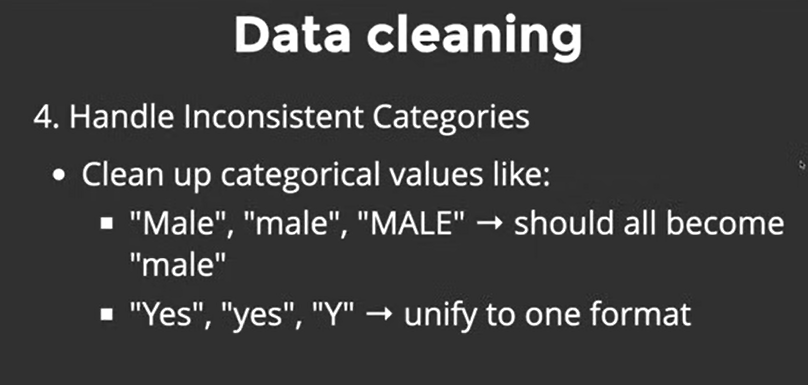 Data cleaning
4. Handle Inconsistent Categories
• Clean up categorical values like:
▪ "Male", "male", "MALE" → should all become
"male"
▪ "Yes", "yes", "Y" → unify to one format